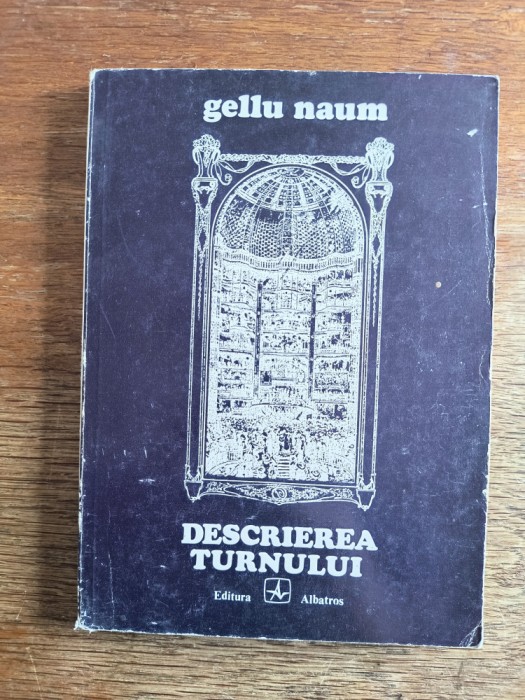 gellu naum
DESCRIEREA
TURNULUI
Editura Albatros